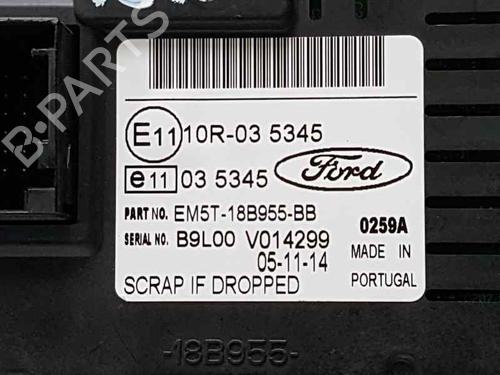 E11 10R-03 5345
e 11 03 5345 Ford
PART NO. EM5T-18B955-BB
0259A
SERIAL NO. B9L00 V014299
MADE IN
05-11-14
PORTUGAL
SCRAP IF DROPPED
-18B955-
B-PARTS